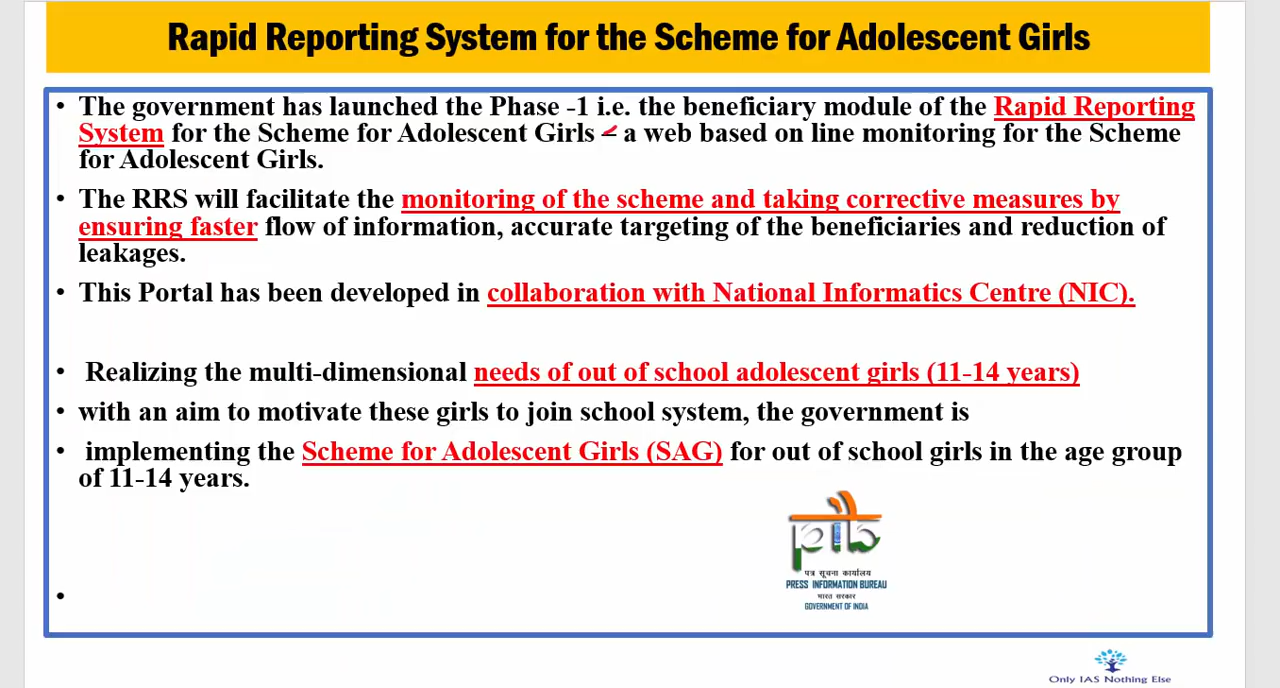 Rapid Reporting System for the Scheme for Adolescent Girls
• The government has launched the Phase -1 i.e. the beneficiary module of the Rapid Reporting
System for the Scheme for Adolescent Girls – a web based on line monitoring for the Scheme
for Adolescent Girls.
• The RRS will facilitate the monitoring of the scheme and taking corrective measures by
ensuring faster flow of information, accurate targeting of the beneficiaries and reduction of
leakages.
• This Portal has been developed in collaboration with National Informatics Centre (NIC).
• Realizing the multi-dimensional needs of out of school adolescent girls (11-14 years)
• with an aim to motivate these girls to join school system, the government is
• implementing the Scheme for Adolescent Girls (SAG) for out of school girls in the age group
of 11-14 years.
pib
पत्र सूचना कार्यालय
PRESS INFORMATION BUREAU
भारत सरकार
GOVERNMENT OF INDIA
•
Only IAS Nothing Else